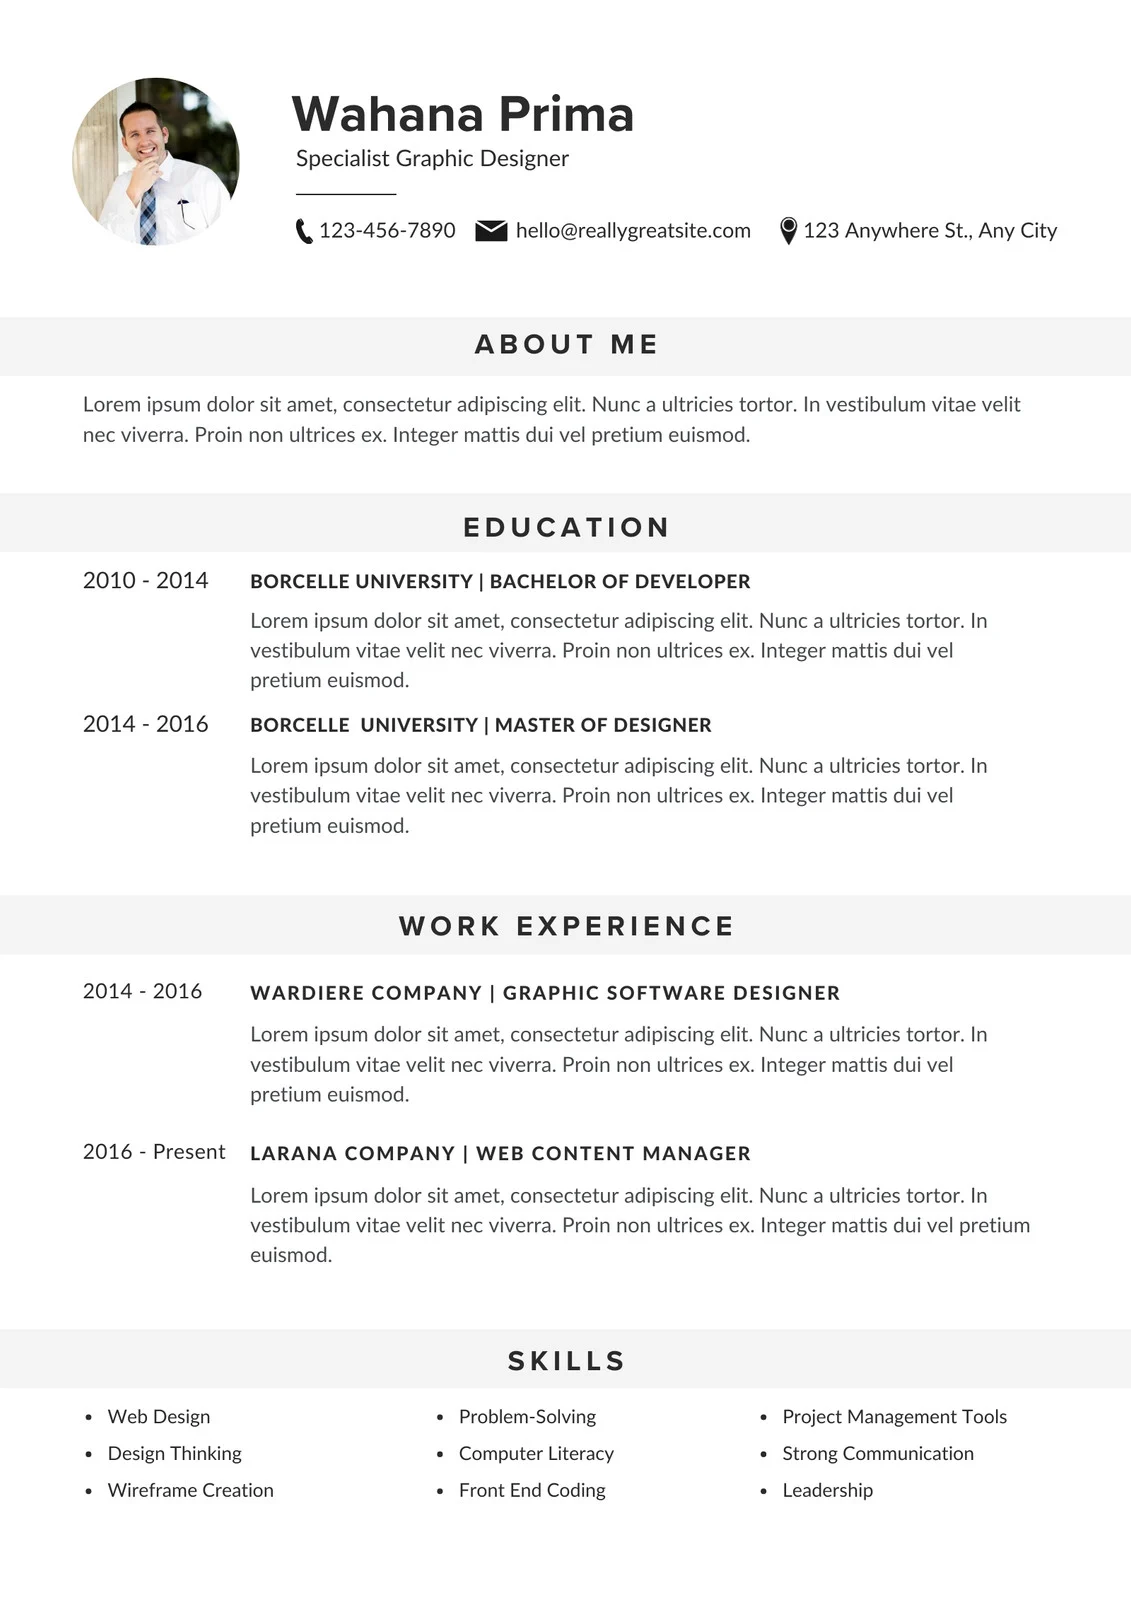 Wahana Prima
Specialist Graphic Designer
123-456-7890 hello@reallygreatsite.com 123 Anywhere St., Any City
ABOUT ME
Lorem ipsum dolor sit amet, consectetur adipiscing elit. Nunc a ultricies tortor. In vestibulum vitae velit
nec viverra. Proin non ultrices ex. Integer mattis dui vel pretium euismod.
EDUCATION
2010 - 2014 BORCELLE UNIVERSITY | BACHELOR OF DEVELOPER
Lorem ipsum dolor sit amet, consectetur adipiscing elit. Nunc a ultricies tortor. In
vestibulum vitae velit nec viverra. Proin non ultrices ex. Integer mattis dui vel
pretium euismod.
2014 - 2016 BORCELLE  UNIVERSITY | MASTER OF DESIGNER
Lorem ipsum dolor sit amet, consectetur adipiscing elit. Nunc a ultricies tortor. In
vestibulum vitae velit nec viverra. Proin non ultrices ex. Integer mattis dui vel
pretium euismod.
WORK EXPERIENCE
2014 - 2016 WARDIERE COMPANY | GRAPHIC SOFTWARE DESIGNER
Lorem ipsum dolor sit amet, consectetur adipiscing elit. Nunc a ultricies tortor. In
vestibulum vitae velit nec viverra. Proin non ultrices ex. Integer mattis dui vel
pretium euismod.
2016 - Present LARANA COMPANY | WEB CONTENT MANAGER
Lorem ipsum dolor sit amet, consectetur adipiscing elit. Nunc a ultricies tortor. In
vestibulum vitae velit nec viverra. Proin non ultrices ex. Integer mattis dui vel pretium
euismod.
SKILLS
• Web Design
• Design Thinking
• Wireframe Creation
• Problem-Solving
• Computer Literacy
• Front End Coding
• Project Management Tools
• Strong Communication
• Leadership